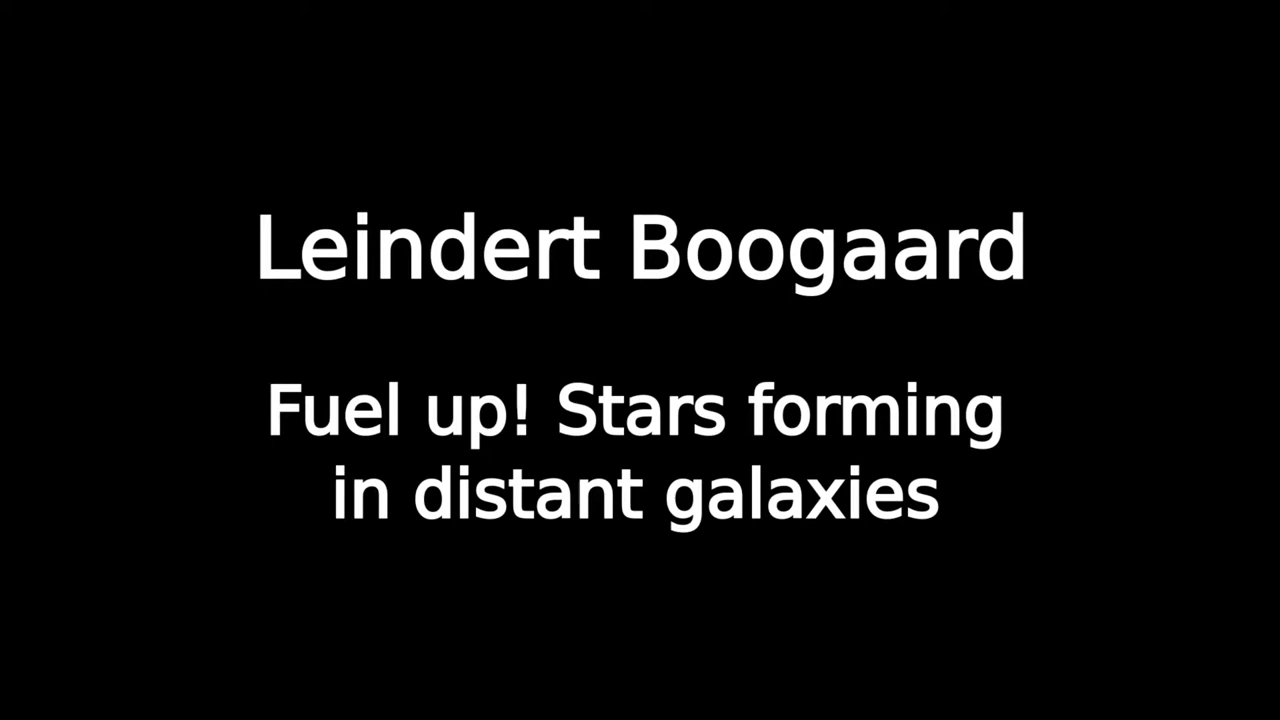 Leindert Boogaard
Fuel up! Stars forming
in distant galaxies